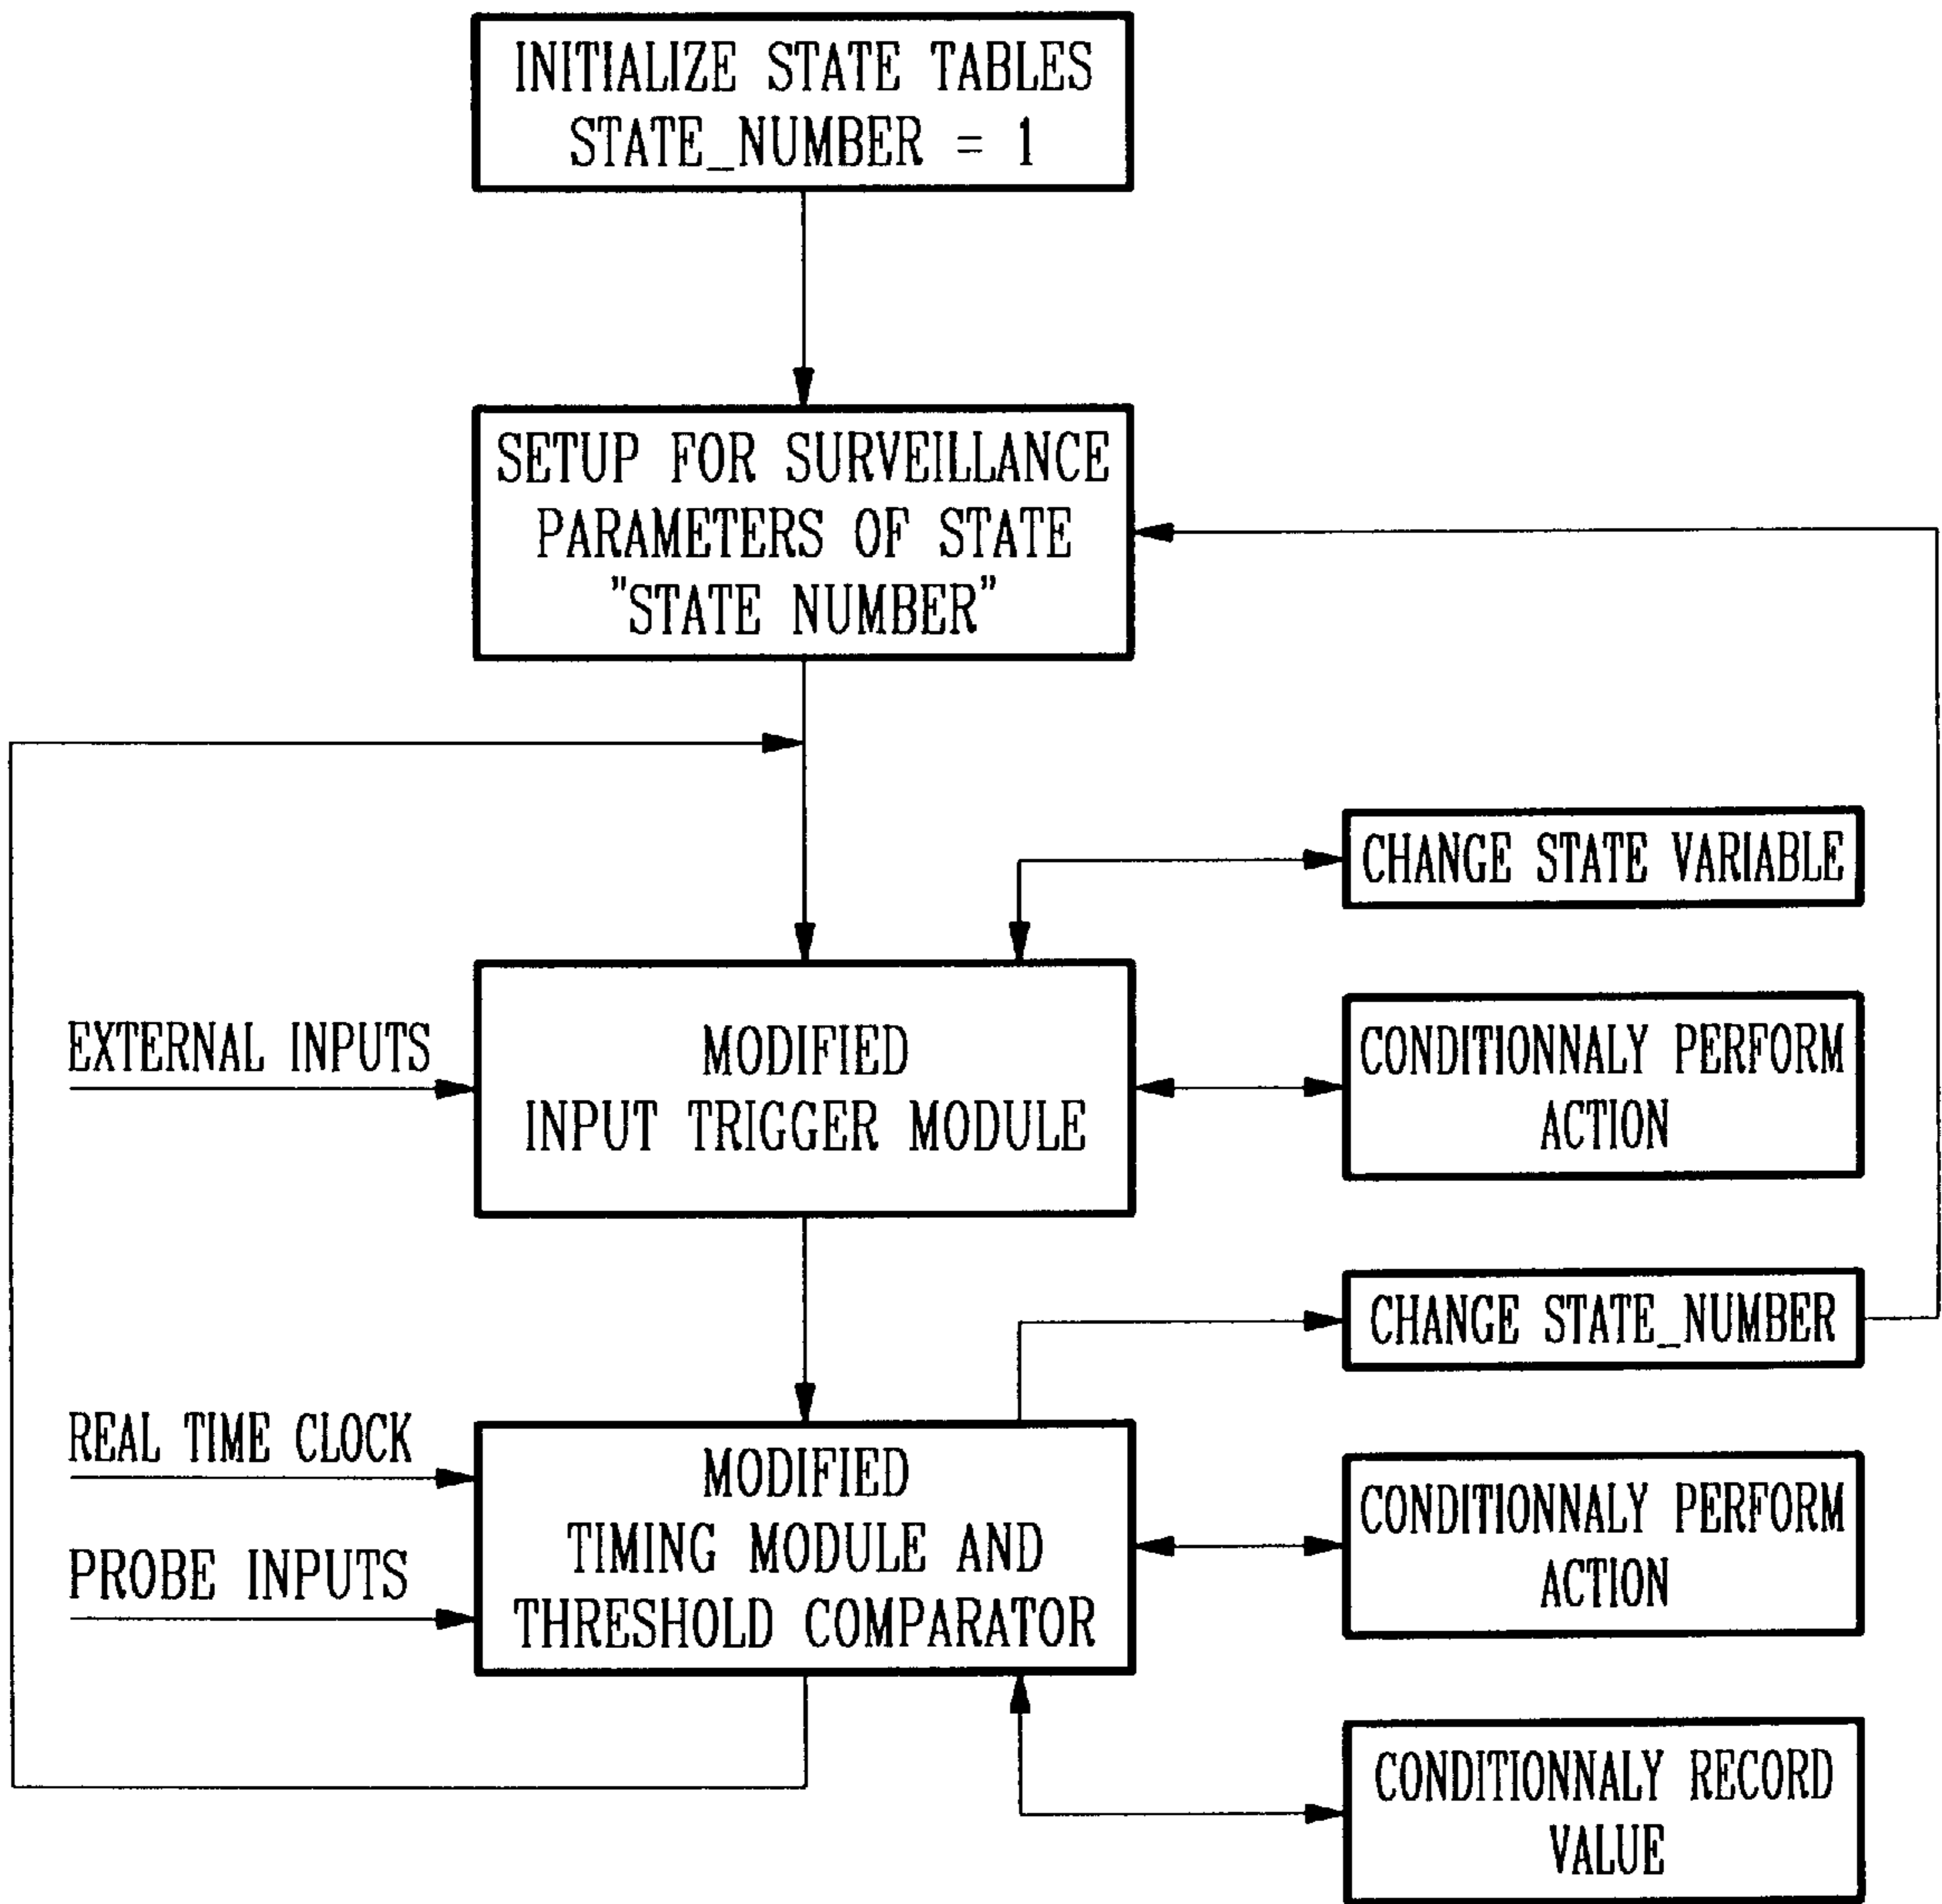 INITIALIZE STATE TABLES
STATE_NUMBER = 1
SETUP FOR SURVEILLANCE
PARAMETERS OF STATE
"STATE NUMBER"
CHANGE STATE VARIABLE
EXTERNAL INPUTS
MODIFIED
INPUT TRIGGER MODULE
CONDITIONNALY PERFORM
ACTION
CHANGE STATE_NUMBER
REAL TIME CLOCK
PROBE INPUTS
MODIFIED
TIMING MODULE AND
THRESHOLD COMPARATOR
CONDITIONNALY PERFORM
ACTION
CONDITIONNALY RECORD
VALUE